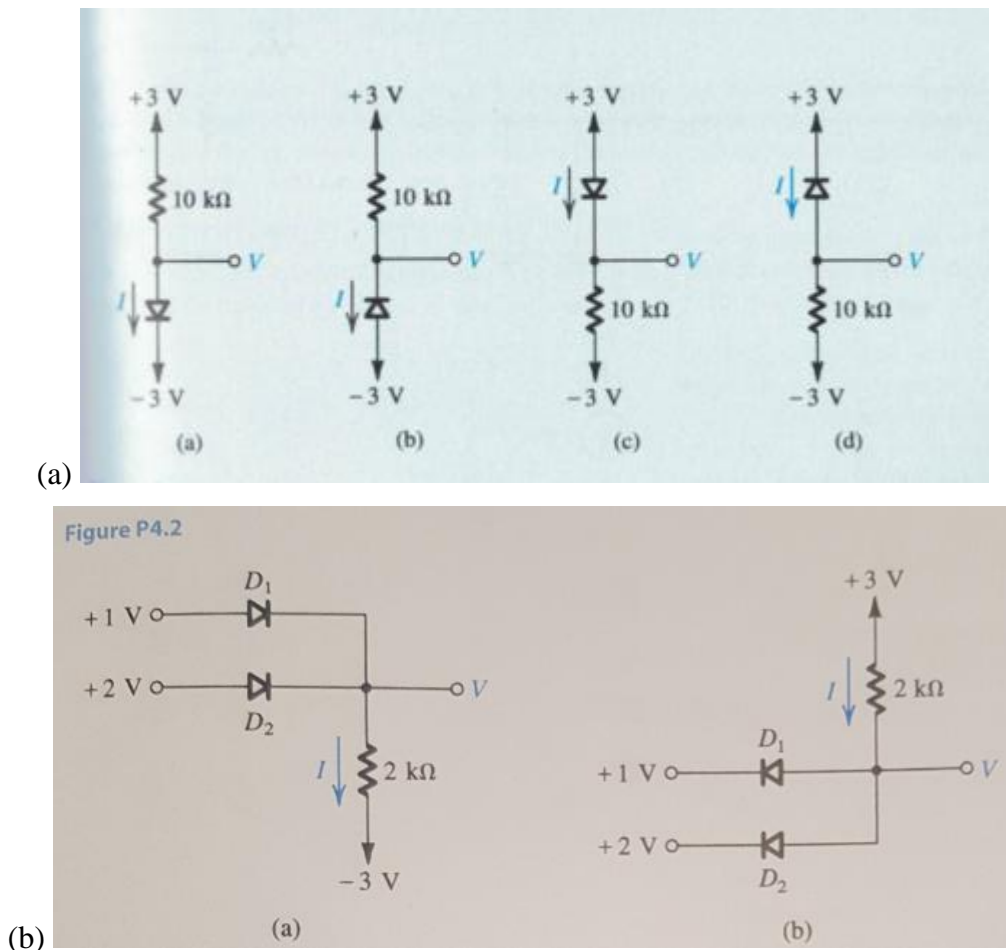 +3 V +3 V +3 V +3 V
10 kΩ 10 kΩ I I
V V V V
I I 10 kΩ 10 kΩ
−3 V −3 V −3 V −3 V
(a) (b) (c) (d)
(a)
Figure P4.2
D1
+1 V
+2 V V
D2
I 2 kΩ
−3 V
(a)
+3 V
I 2 kΩ
D1
+1 V V
+2 V
D2
(b)
(b)